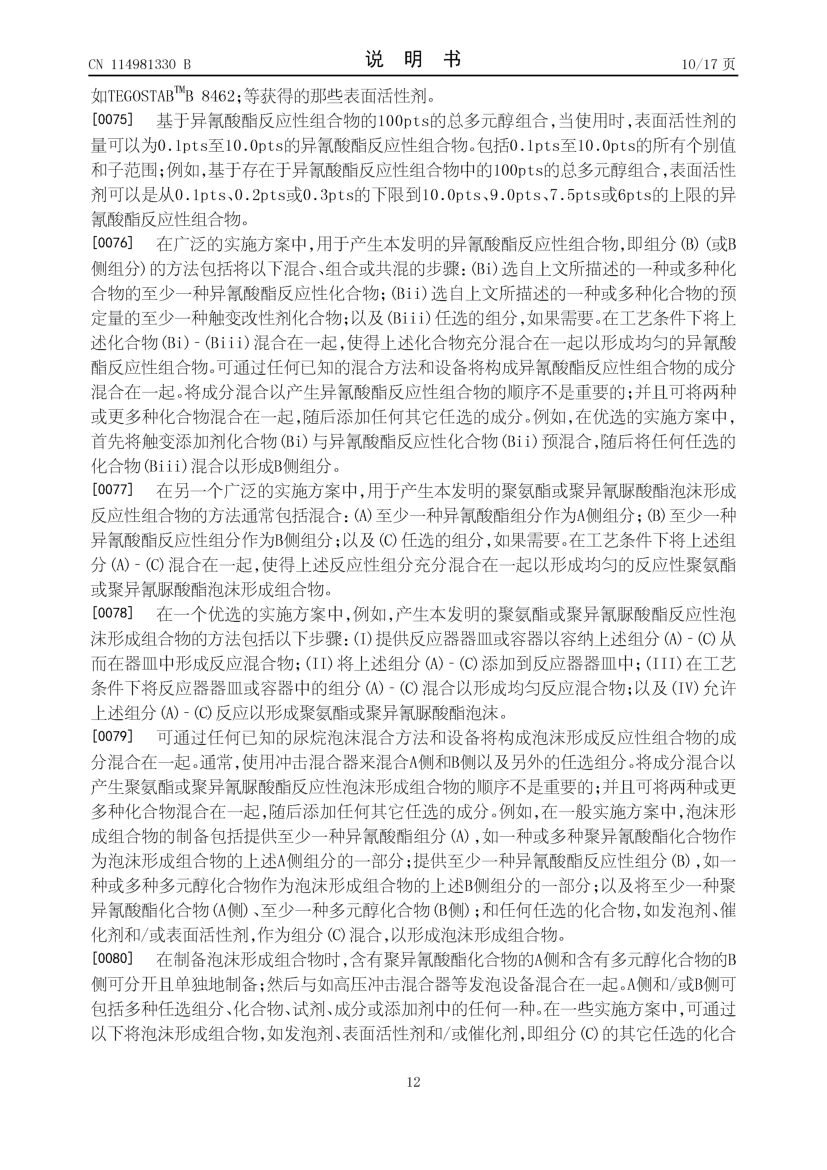 CN 114981330 B
说 明 书
10/17 页
如TEGOSTAB™B 8462;等获得的那些表面活性剂。
[0075] 基于异氰酸酯反应性组合物的100pts的总多元醇组合,当使用时,表面活性剂的
量可以为0.1pts至10.0pts的异氰酸酯反应性组合物。包括0.1pts至10.0pts的所有个别值
和子范围;例如,基于存在于异氰酸酯反应性组合物中的100pts的总多元醇组合,表面活性
剂可以是从0.1pts、0.2pts或0.3pts的下限到10.0pts、9.0pts、7.5pts或6pts的上限的异
氰酸酯反应性组合物。
[0076] 在广泛的实施方案中,用于产生本发明的异氰酸酯反应性组合物,即组分(B)(或B
侧组分)的方法包括将以下混合、组合或共混的步骤:(Bi)选自上文所描述的一种或多种化
合物的至少一种异氰酸酯反应性化合物;(Bii)选自上文所描述的一种或多种化合物的预
定量的至少一种触变改性剂化合物;以及(Biii)任选的组分,如果需要。在工艺条件下将上
述化合物(Bi)-(Biii)混合在一起,使得上述化合物充分混合在一起以形成均匀的异氰酸
酯反应性组合物。可通过任何已知的混合方法和设备将构成异氰酸酯反应性组合物的成分
混合在一起。将成分混合以产生异氰酸酯反应性组合物的顺序不是重要的;并且可将两种
或更多种化合物混合在一起,随后添加任何其它任选的成分。例如,在优选的实施方案中,
首先将触变添加剂化合物(Bi)与异氰酸酯反应性化合物(Bii)预混合,随后将任何任选的
化合物(Biii)混合以形成B侧组分。
[0077] 在另一个广泛的实施方案中,用于产生本发明的聚氨酯或聚异氰脲酸酯泡沫形成
反应性组合物的方法通常包括混合:(A)至少一种异氰酸酯组分作为A侧组分;(B)至少一种
异氰酸酯反应性组分作为B侧组分;以及(C)任选的组分,如果需要。在工艺条件下将上述组
分(A)-(C)混合在一起,使得上述反应性组分充分混合在一起以形成均匀的反应性聚氨酯
或聚异氰脲酸酯泡沫形成组合物。
[0078] 在一个优选的实施方案中,例如,产生本发明的聚氨酯或聚异氰脲酸酯反应性泡
沫形成组合物的方法包括以下步骤:(I)提供反应器器皿或容器以容纳上述组分(A)-(C)从
而在器皿中形成反应混合物;(II)将上述组分(A)-(C)添加到反应器器皿中;(III)在工艺
条件下将反应器器皿或容器中的组分(A)-(C)混合以形成均匀反应混合物;以及(IV)允许
上述组分(A)-(C)反应以形成聚氨酯或聚异氰脲酸酯泡沫。
[0079] 可通过任何已知的尿烷泡沫混合方法和设备将构成泡沫形成反应性组合物的成
分混合在一起。通常,使用冲击混合器来混合A侧和B侧以及另外的任选组分。将成分混合以
产生聚氨酯或聚异氰脲酸酯反应性泡沫形成组合物的顺序不是重要的;并且可将两种或更
多种化合物混合在一起,随后添加任何其它任选的成分。例如,在一般实施方案中,泡沫形
成组合物的制备包括提供至少一种异氰酸酯组分(A),如一种或多种聚异氰酸酯化合物作
为泡沫形成组合物的上述A侧组分的一部分;提供至少一种异氰酸酯反应性组分(B),如一
种或多种多元醇化合物作为泡沫形成组合物的上述B侧组分的一部分;以及将至少一种聚
异氰酸酯化合物(A侧)、至少一种多元醇化合物(B侧);和任何任选的化合物,如发泡剂、催
化剂和/或表面活性剂,作为组分(C)混合,以形成泡沫形成组合物。
[0080] 在制备泡沫形成组合物时,含有聚异氰酸酯化合物的A侧和含有多元醇化合物的B
侧可分开且单独地制备;然后与如高压冲击混合器等发泡设备混合在一起。A侧和/或B侧可
包括多种任选组分、化合物、试剂、成分或添加剂中的任何一种。在一些实施方案中,可通过
以下将泡沫形成组合物,如发泡剂、表面活性剂和/或催化剂,即组分(C)的其它任选的化合
12